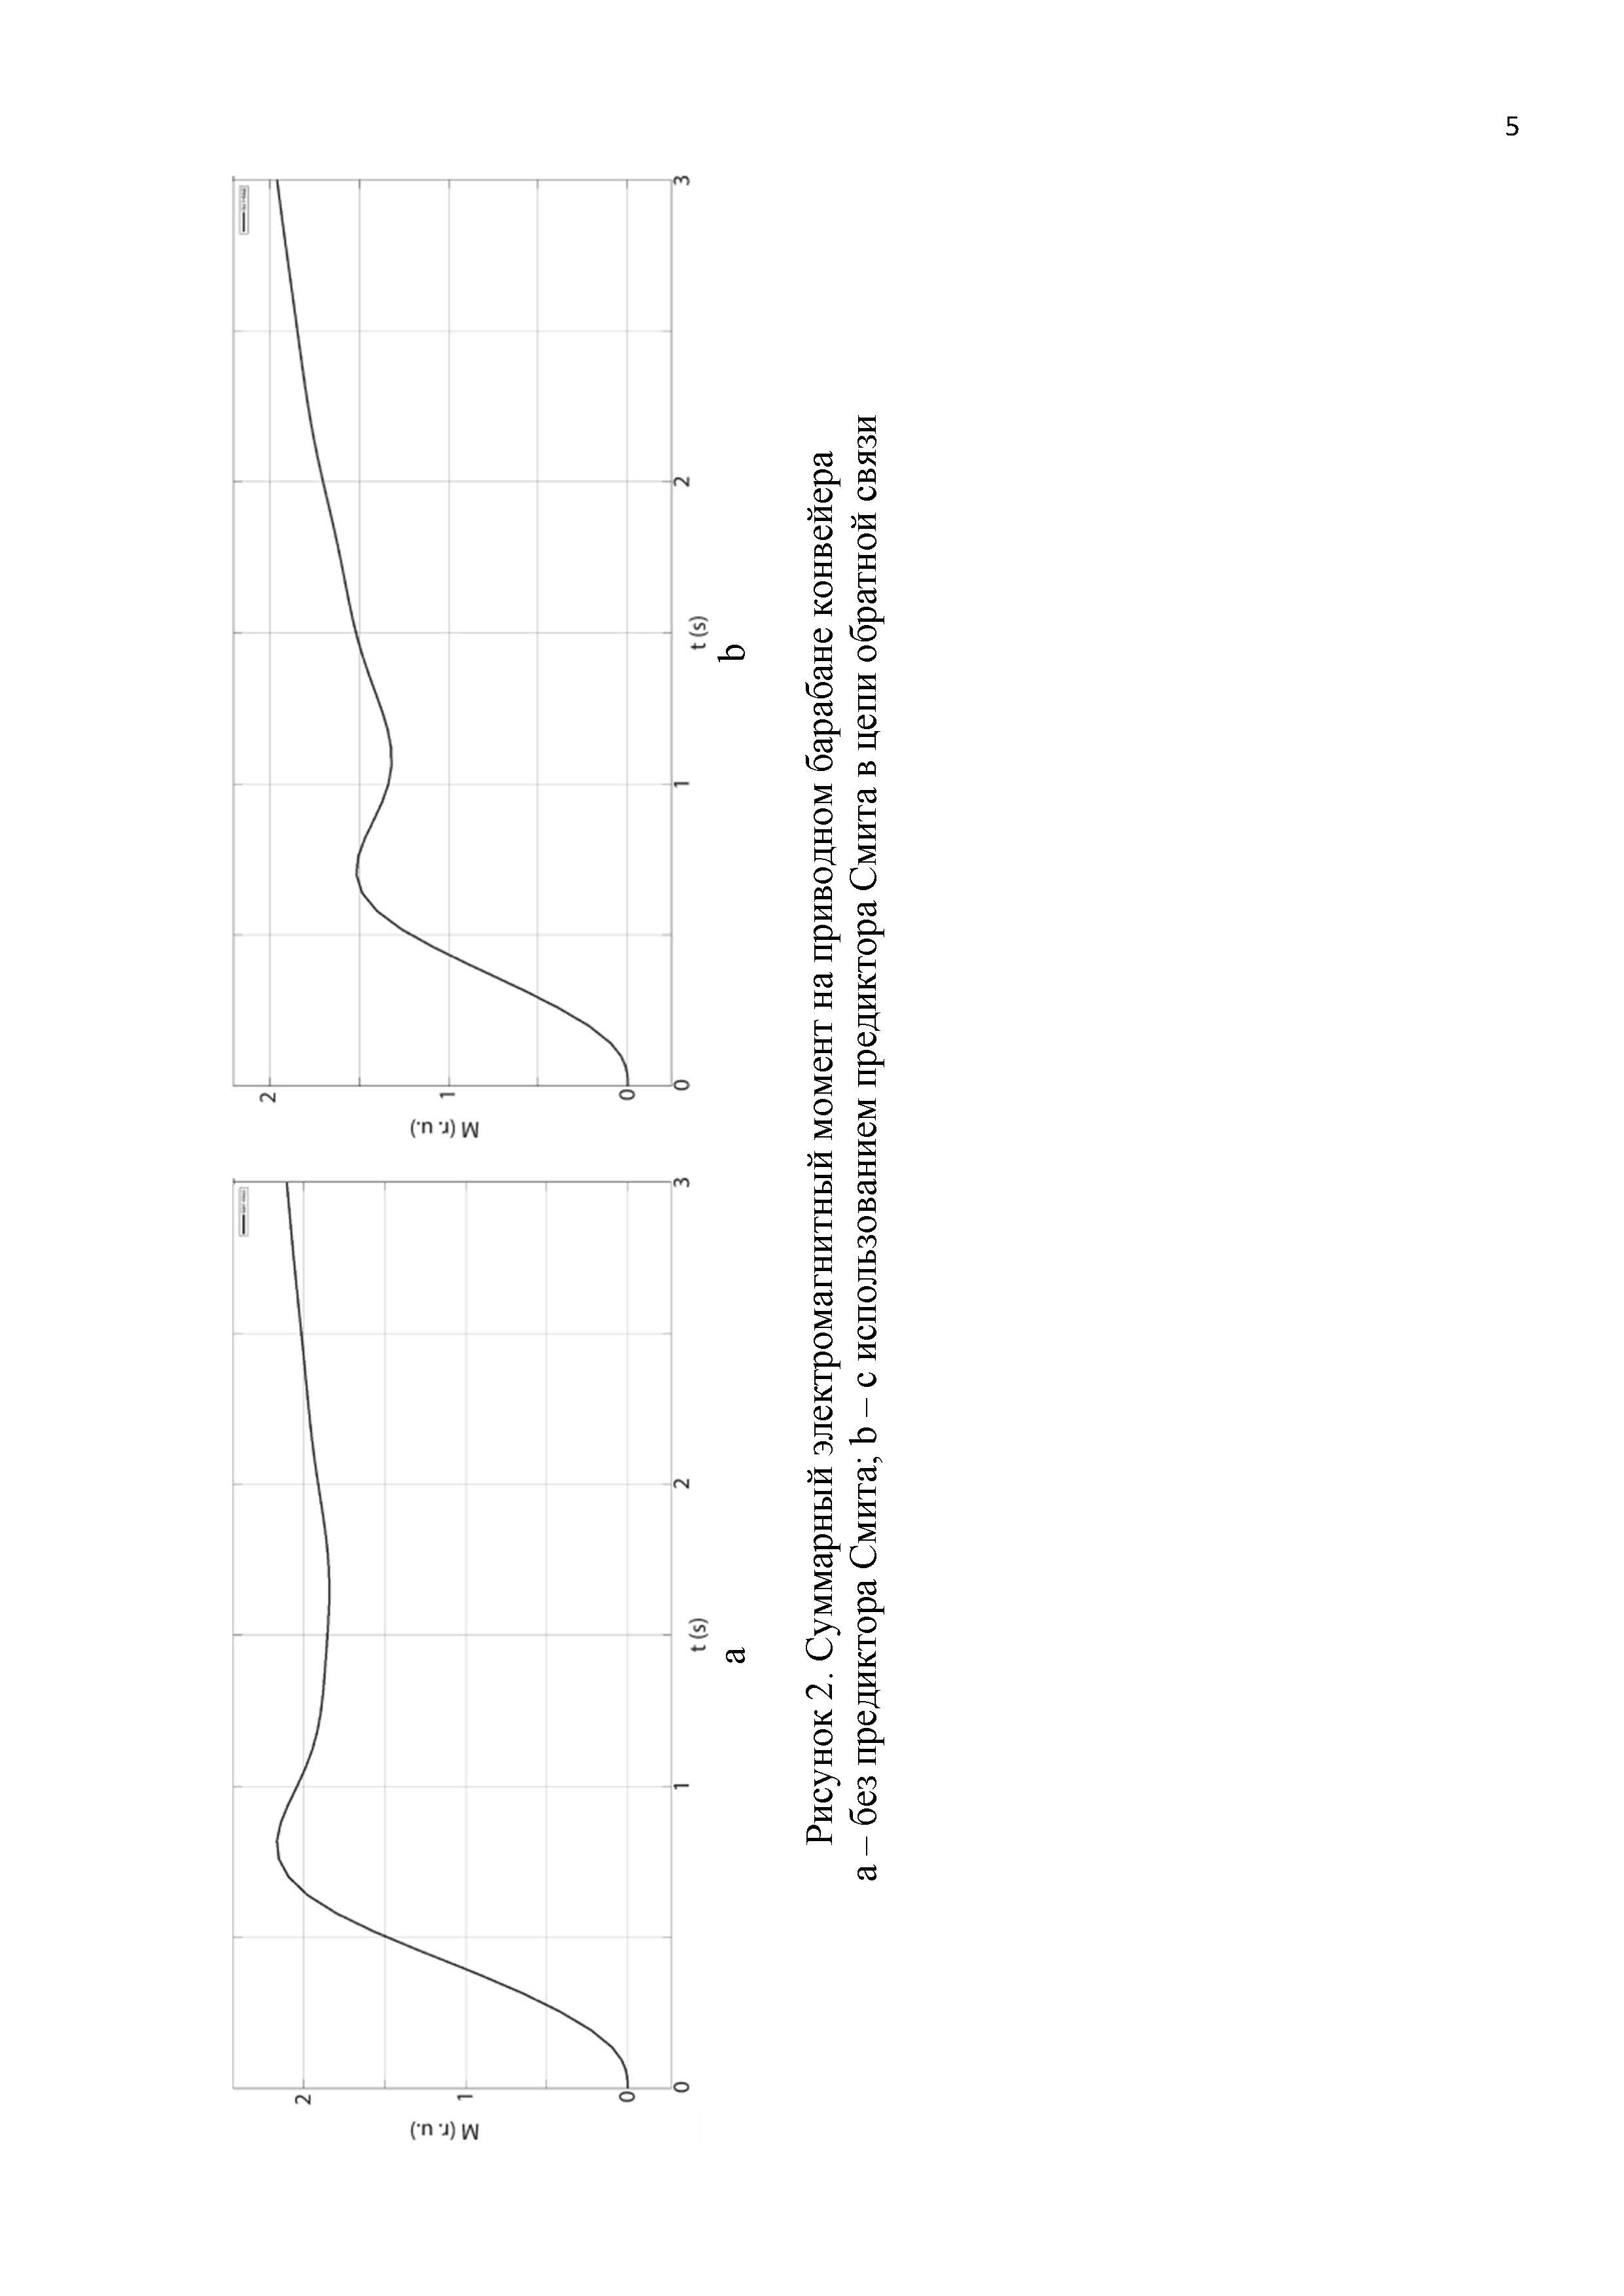 5
M (r. u.)
2
1
0
0
1
2
3
t (s)
a
M (r. u.)
2
1
0
0
1
2
3
t (s)
b
Рисунок 2. Суммарный электромагнитный момент на приводном барабане конвейера
a – без предиктора Смита; b – с использованием предиктора Смита в цепи обратной связи